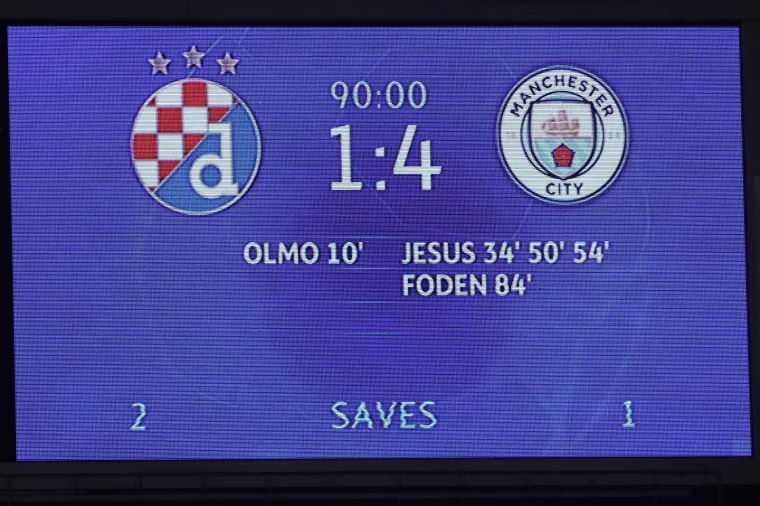 90:00
1:4
d
MANCHESTER
CITY
OLMO 10' JESUS 34' 50' 54'
FODEN 84'
2 SAVES 1